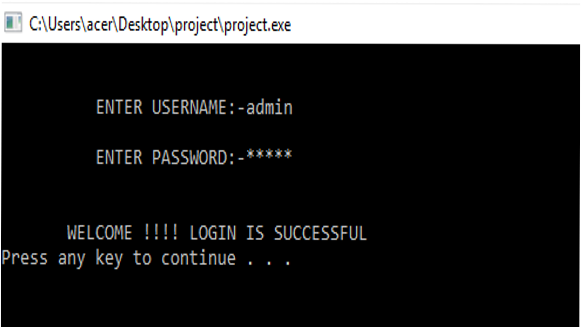 C:\Users\acer\Desktop\project\project.exe
ENTER USERNAME:-admin
ENTER PASSWORD:-*****
WELCOME !!!! LOGIN IS SUCCESSFUL
Press any key to continue . . .